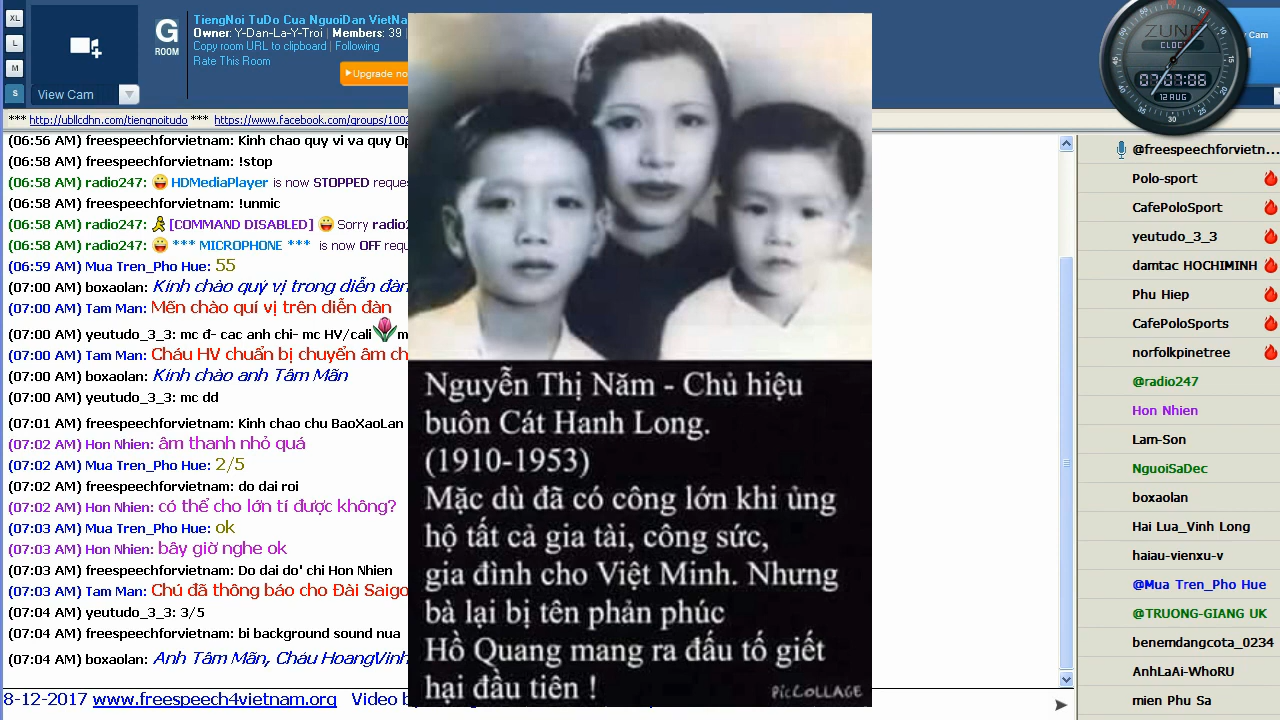 XL
L
M
S
View Cam
G
ROOM
TiengNoi TuDo Cua NguoiDan VietNa
Owner: Y-Dan-La-Y-Troi | Members: 39 |
Copy room URL to clipboard | Following
Rate This Room
Upgrade no
Cam
ZUNE
CLOCK
07:07:06
12 AUG
*** http://ubllcdhn.com/tiengnoitudo *** https://www.facebook.com/groups/1002
(06:56 AM) freespeechforvietnam: Kinh chao quy vi va quy Op
(06:58 AM) freespeechforvietnam: !stop
(06:58 AM) radio247: HDMediaPlayer is now STOPPED reque
(06:58 AM) freespeechforvietnam: !unmic
(06:58 AM) radio247: [COMMAND DISABLED] Sorry radio
(06:58 AM) radio247: *** MICROPHONE *** is now OFF requ
(06:59 AM) Mua Tren_Pho Hue: 55
(07:00 AM) boxaolan: Kính chào quý vị trong diễn đàn
(07:00 AM) Tam Man: Mến chào quí vị trên diễn đàn
(07:00 AM) yeutudo_3_3: mc đ- cac anh chi- mc HV/cali m
(07:00 AM) Tam Man: Cháu HV chuẩn bị chuyển âm ch
(07:00 AM) boxaolan: Kính chào anh Tâm Mãn
(07:00 AM) yeutudo_3_3: mc dd
(07:01 AM) freespeechforvietnam: Kinh chao chu BaoXaoLan
(07:02 AM) Hon Nhien: âm thanh nhỏ quá
(07:02 AM) Mua Tren_Pho Hue: 2/5
(07:02 AM) freespeechforvietnam: do dai roi
(07:02 AM) Hon Nhien: có thể cho lớn tí được không?
(07:03 AM) Mua Tren_Pho Hue: ok
(07:03 AM) Hon Nhien: bây giờ nghe ok
(07:03 AM) freespeechforvietnam: Do dai do' chi Hon Nhien
(07:03 AM) Tam Man: Chú đã thông báo cho Đài Saigo
(07:04 AM) yeutudo_3_3: 3/5
(07:04 AM) freespeechforvietnam: bi background sound nua
(07:04 AM) boxaolan: Anh Tâm Mãn, Cháu HoangVinh
8-12-2017 www.freespeech4vietnam.org Video b
Nguyễn Thị Năm - Chủ hiệu
buôn Cát Hanh Long.
(1910-1953)
Mặc dù đã có công lớn khi ủng
hộ tất cả gia tài, công sức,
gia đình cho Việt Minh. Nhưng
bà lại bị tên phản phúc
Hồ Quang mang ra đấu tố giết
hại đầu tiên !
PicCOLLAGE
@freespeechforvietn...
Polo-sport
CafePoloSport
yeutudo_3_3
damtac HOCHIMINH
Phu Hiep
CafePoloSports
norfolkpinetree
@radio247
Hon Nhien
Lam-Son
NguoiSaDec
boxaolan
Hai Lua_Vinh Long
haiau-vienxu-v
@Mua Tren_Pho Hue
@TRUONG-GIANG UK
benemdangcota_0234
AnhLaAi-WhoRU
mien Phu Sa